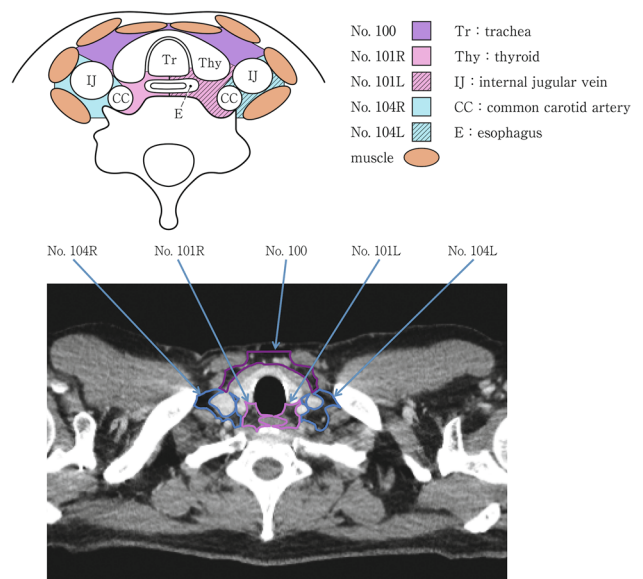 No. 100
Tr : trachea
No. 101R
Thy : thyroid
No. 101L
IJ : internal jugular vein
No. 104R
CC : common carotid artery
No. 104L
E : esophagus
muscle
Tr
Thy
IJ
IJ
CC
CC
E
No. 104R
No. 101R
No. 100
No. 101L
No. 104L